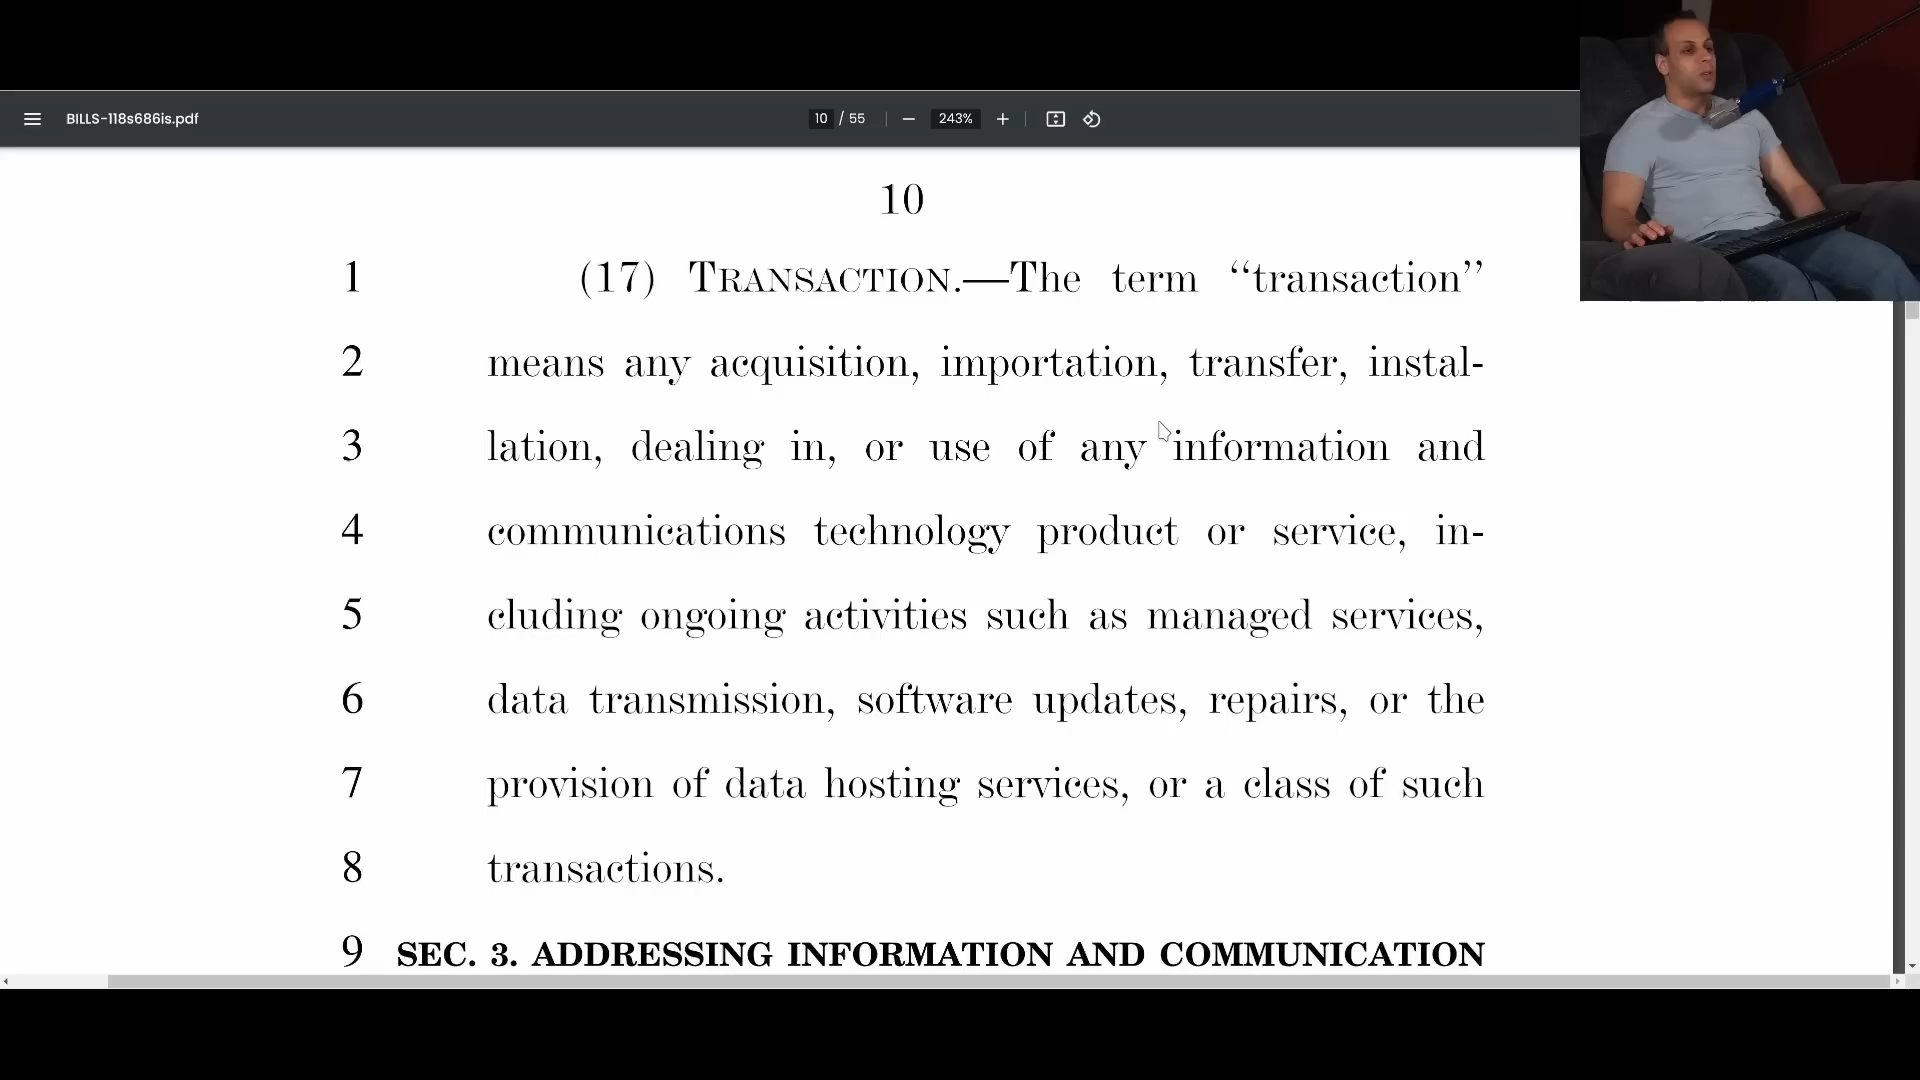 BILLS-118s686is.pdf
10 / 55
243%
10
1 (17) TRANSACTION.—The term ‘‘transaction’’
2 means any acquisition, importation, transfer, instal-
3 lation, dealing in, or use of any information and
4 communications technology product or service, in-
5 cluding ongoing activities such as managed services,
6 data transmission, software updates, repairs, or the
7 provision of data hosting services, or a class of such
8 transactions.
9 SEC. 3. ADDRESSING INFORMATION AND COMMUNICATION